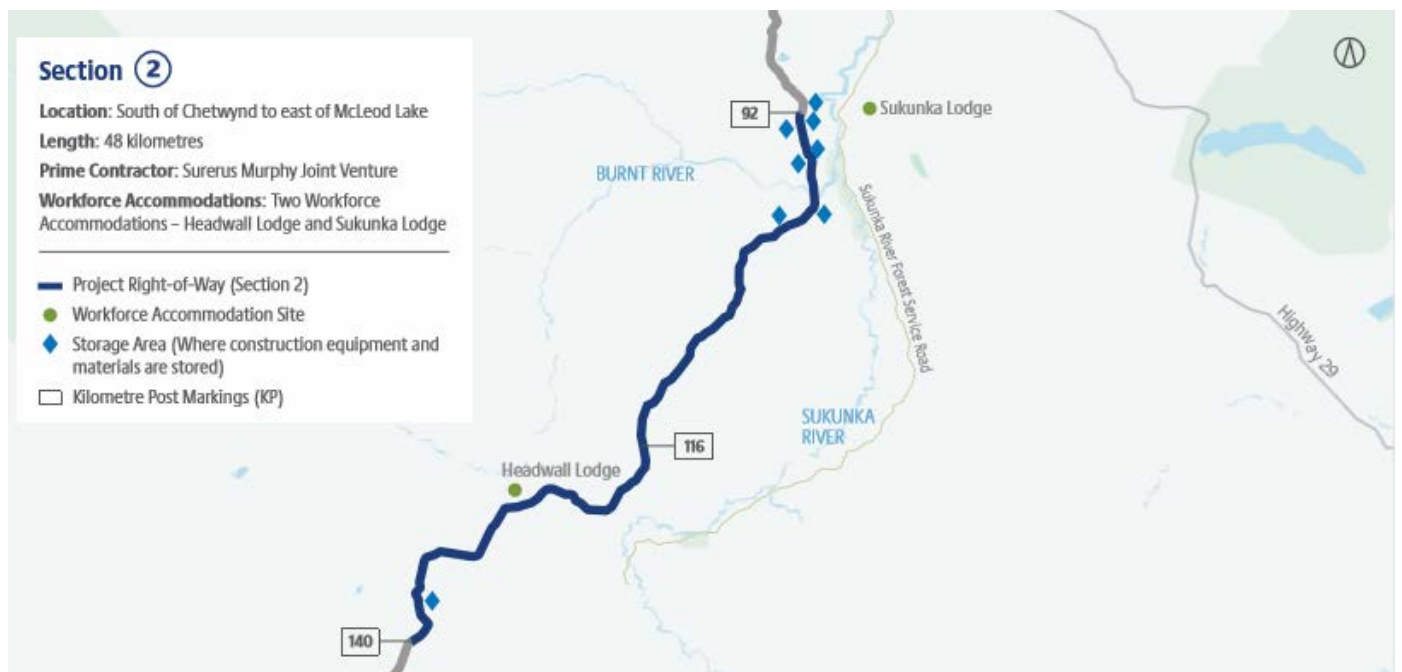 Section 2
Location: South of Chetwynd to east of McLeod Lake
Length: 48 kilometres
Prime Contractor: Surerus Murphy Joint Venture
Workforce Accommodations: Two Workforce
Accommodations – Headwall Lodge and Sukunka Lodge
Project Right-of-Way (Section 2)
Workforce Accommodation Site
Storage Area (Where construction equipment and
materials are stored)
Kilometre Post Markings (KP)
92
Sukunka Lodge
BURNT RIVER
Sukunka River Forest Service Road
Highway 29
SUKUNKA
RIVER
116
Headwall Lodge
140